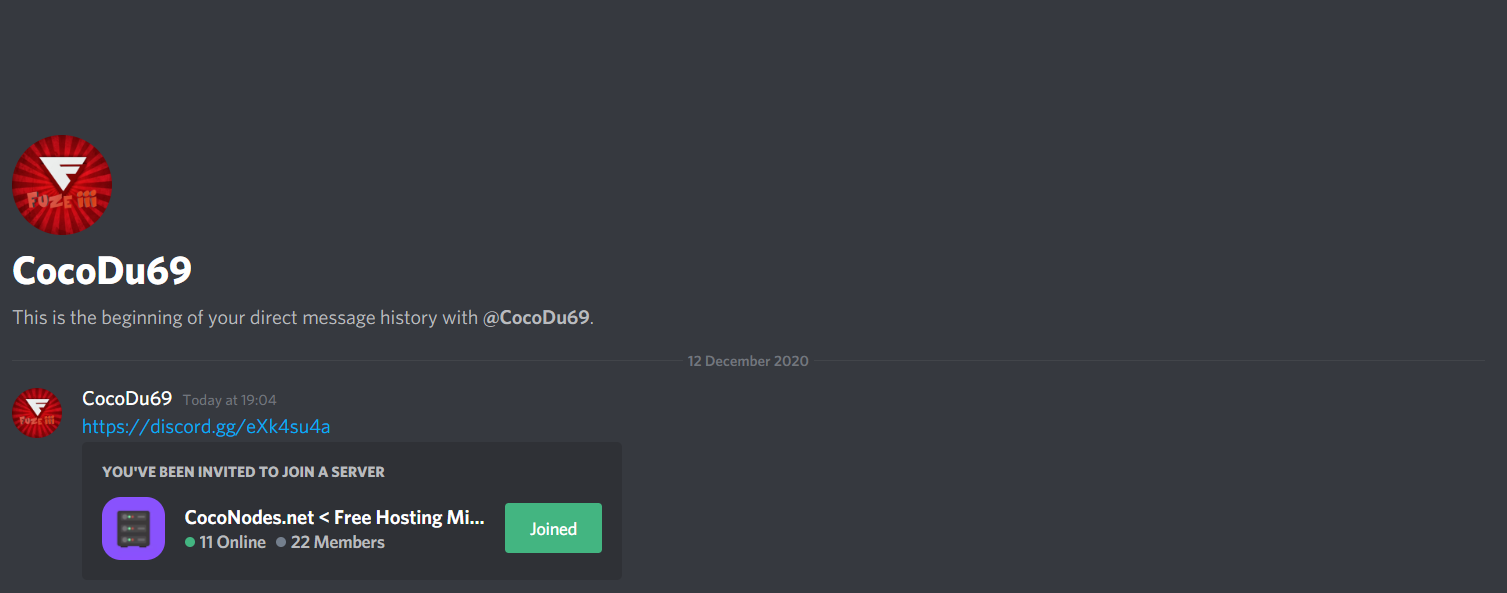 FUZE iii
CocoDu69
This is the beginning of your direct message history with @CocoDu69.
12 December 2020
FUZE iii
CocoDu69 Today at 19:04
https://discord.gg/eXk4su4a
YOU'VE BEEN INVITED TO JOIN A SERVER
CocoNodes.net < Free Hosting Mi...
11 Online 22 Members
Joined